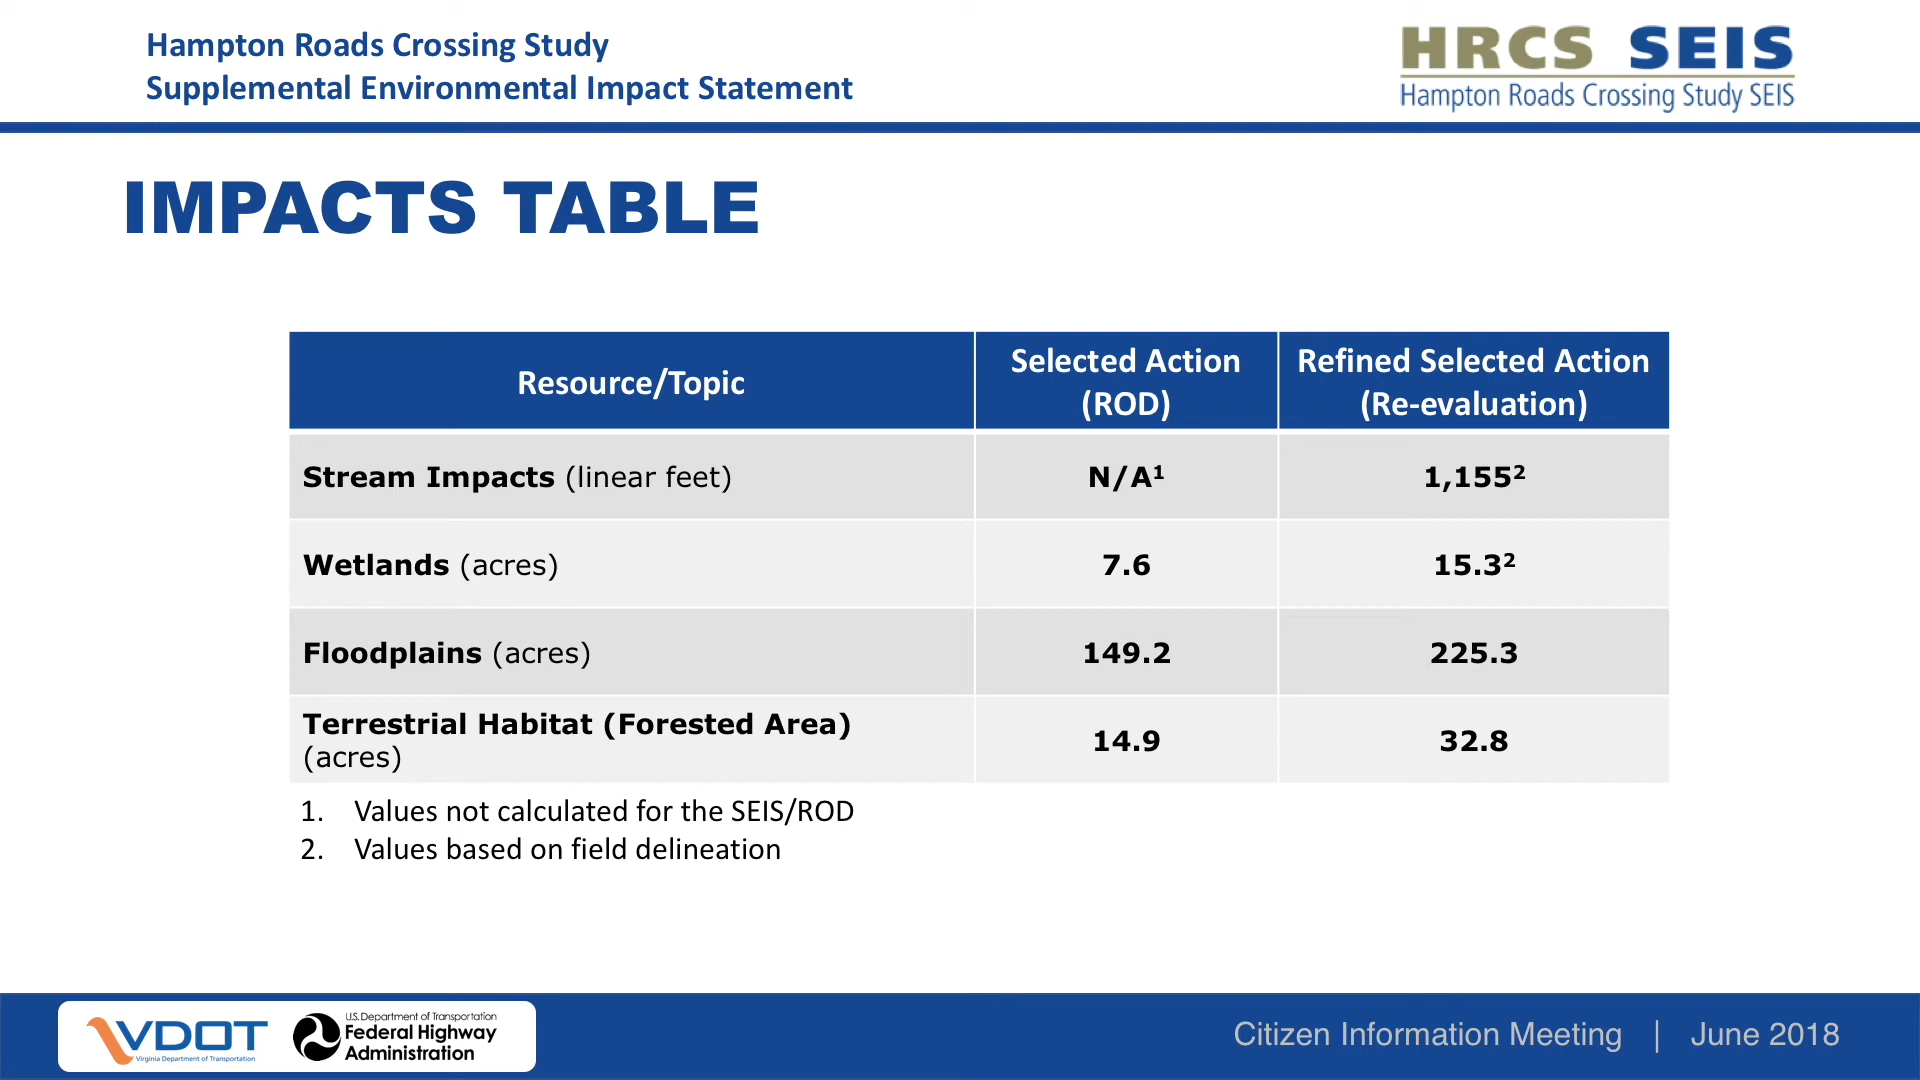 Hampton Roads Crossing Study
Supplemental Environmental Impact Statement
HRCS SEIS
Hampton Roads Crossing Study SEIS
IMPACTS TABLE
Resource/Topic
Selected Action
(ROD)
Refined Selected Action
(Re-evaluation)
Stream Impacts (linear feet)
N/A¹
1,155²
Wetlands (acres)
7.6
15.3²
Floodplains (acres)
149.2
225.3
Terrestrial Habitat (Forested Area)
(acres)
14.9
32.8
1. Values not calculated for the SEIS/ROD
2. Values based on field delineation
VDOT
Virginia Department of Transportation
U.S. Department of Transportation
Federal Highway
Administration
Citizen Information Meeting | June 2018